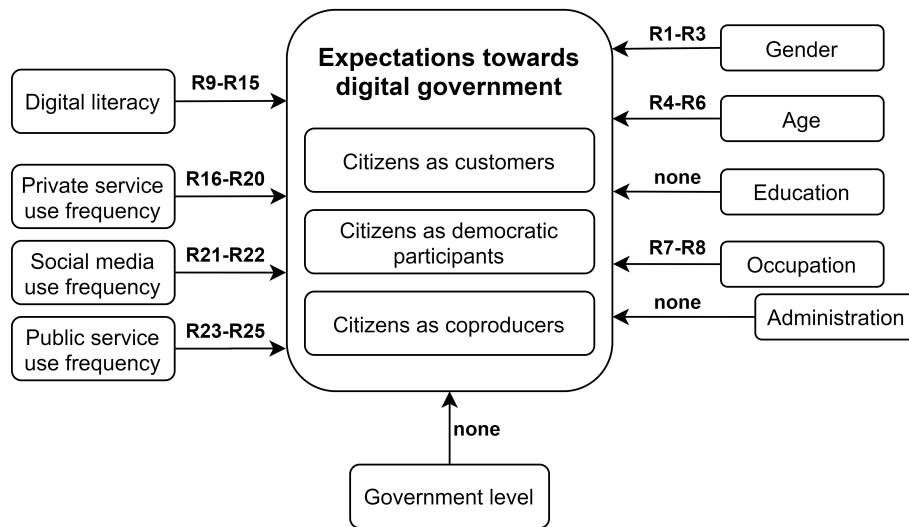 Expectations towards
digital government
Citizens as customers
Citizens as democratic
participants
Citizens as coproducers
Digital literacy
R9-R15
Private service
use frequency
R16-R20
Social media
use frequency
R21-R22
Public service
use frequency
R23-R25
R1-R3
Gender
R4-R6
Age
none
Education
R7-R8
Occupation
none
Administration
none
Government level